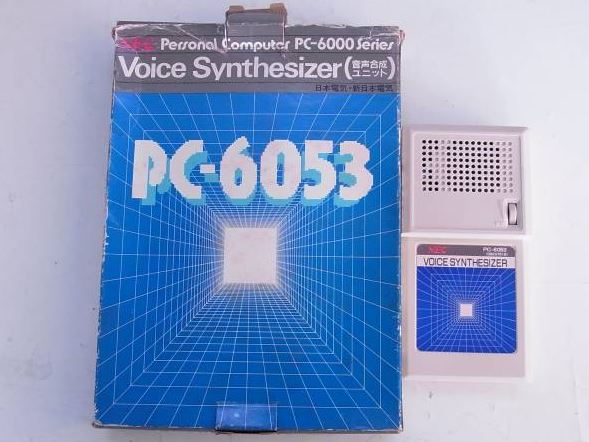 NEC Personal Computer PC-6000 Series
Voice Synthesizer(音声合成ユニット)
日本電気・新日本電気
PC-6053
NEC
PC-6053
VOICE SYNTHESIZER